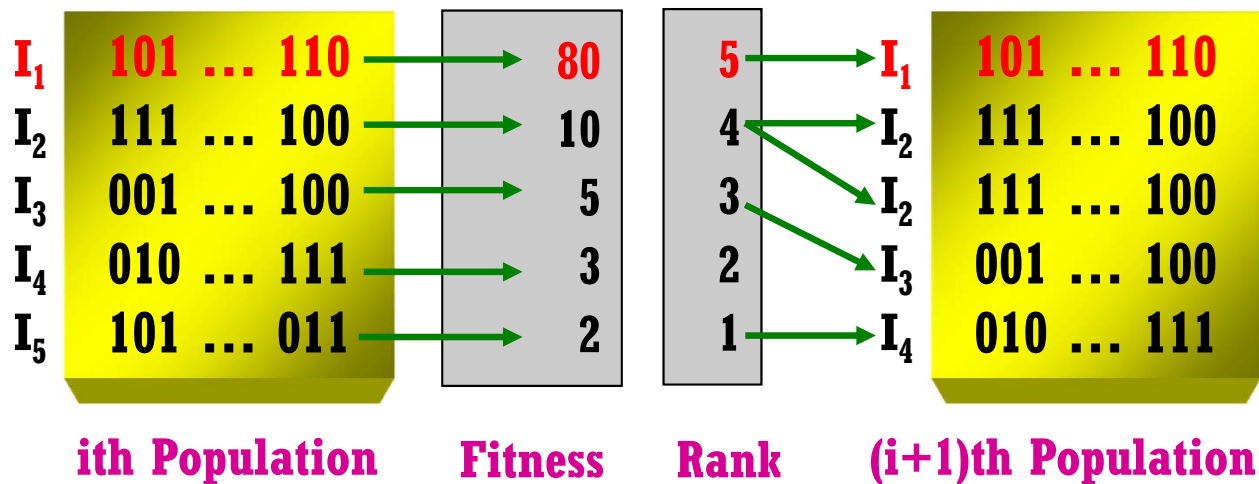 I₁ 101 ... 110 80 5 I₁ 101 ... 110
I₂ 111 ... 100 10 4 I₂ 111 ... 100
I₃ 001 ... 100 5 3 I₂ 111 ... 100
I₄ 010 ... 111 3 2 I₃ 001 ... 100
I₅ 101 ... 011 2 1 I₄ 010 ... 111
ith Population Fitness Rank (i+1)th Population